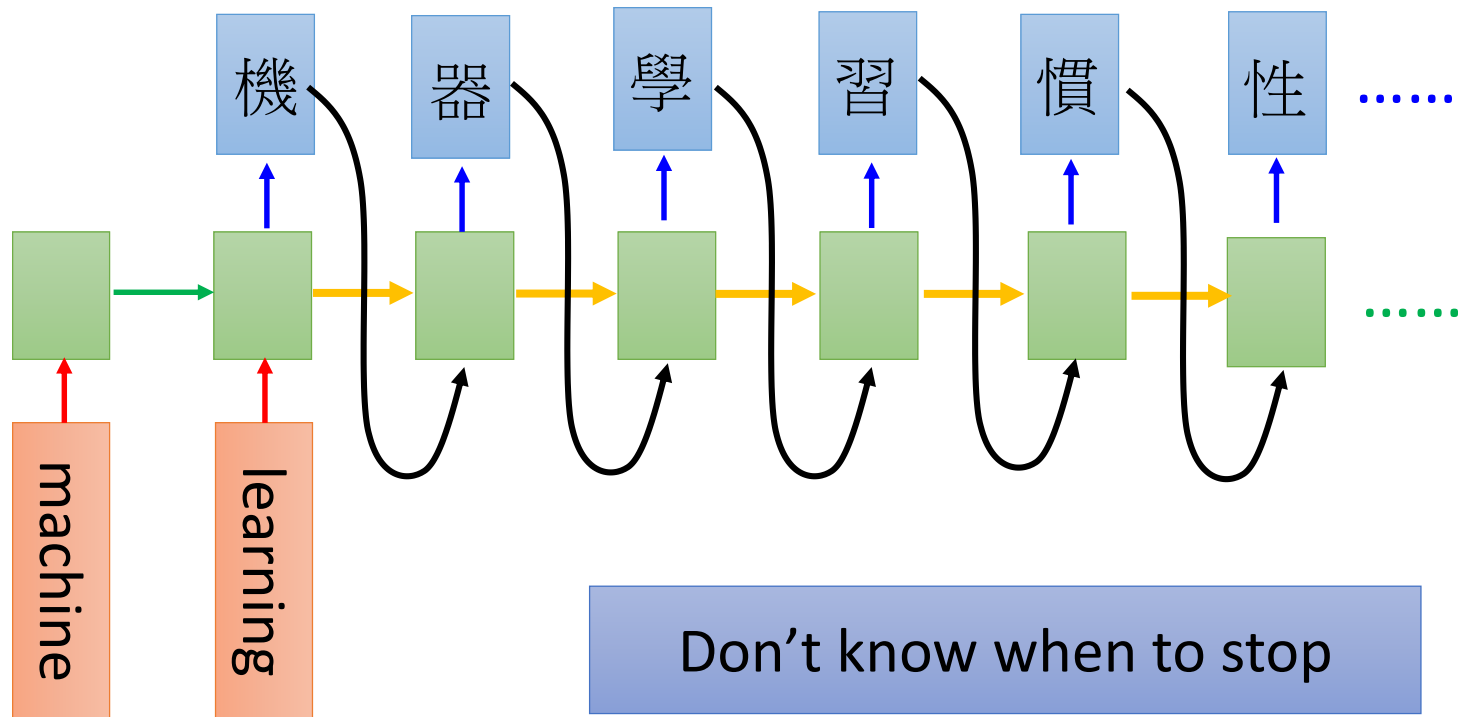 機 器 學 習 慣 性 ......
......
machine
learning
Don't know when to stop